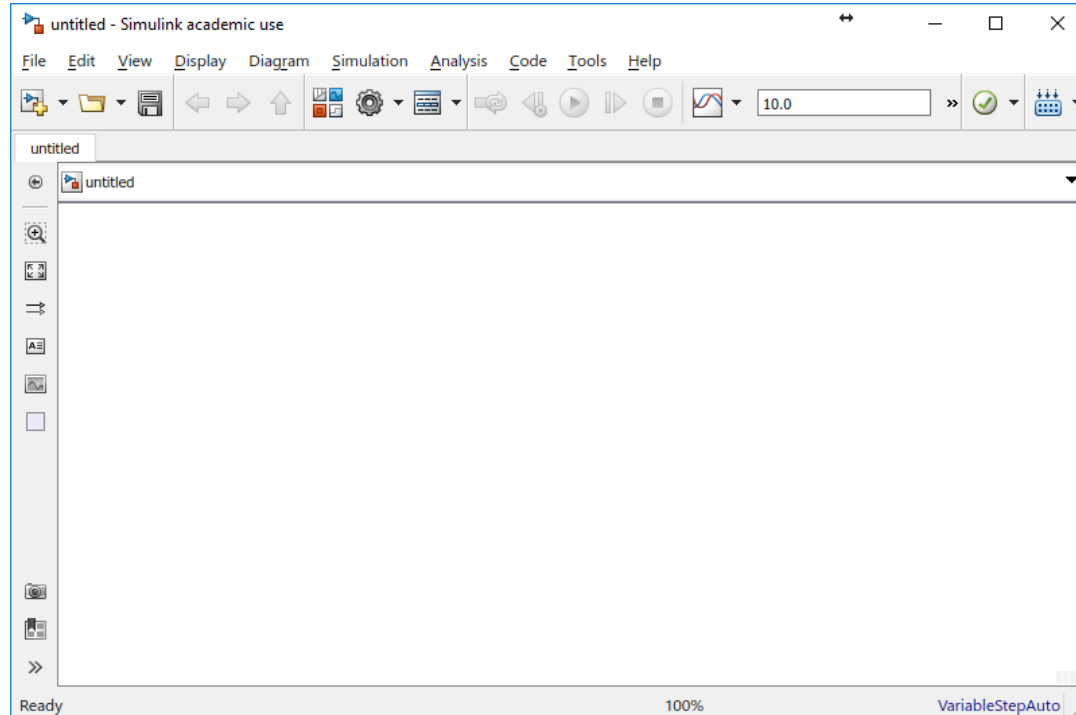 untitled - Simulink academic use
File Edit View Display Diagram Simulation Analysis Code Tools Help
10.0
untitled
untitled
Ready 100% VariableStepAuto